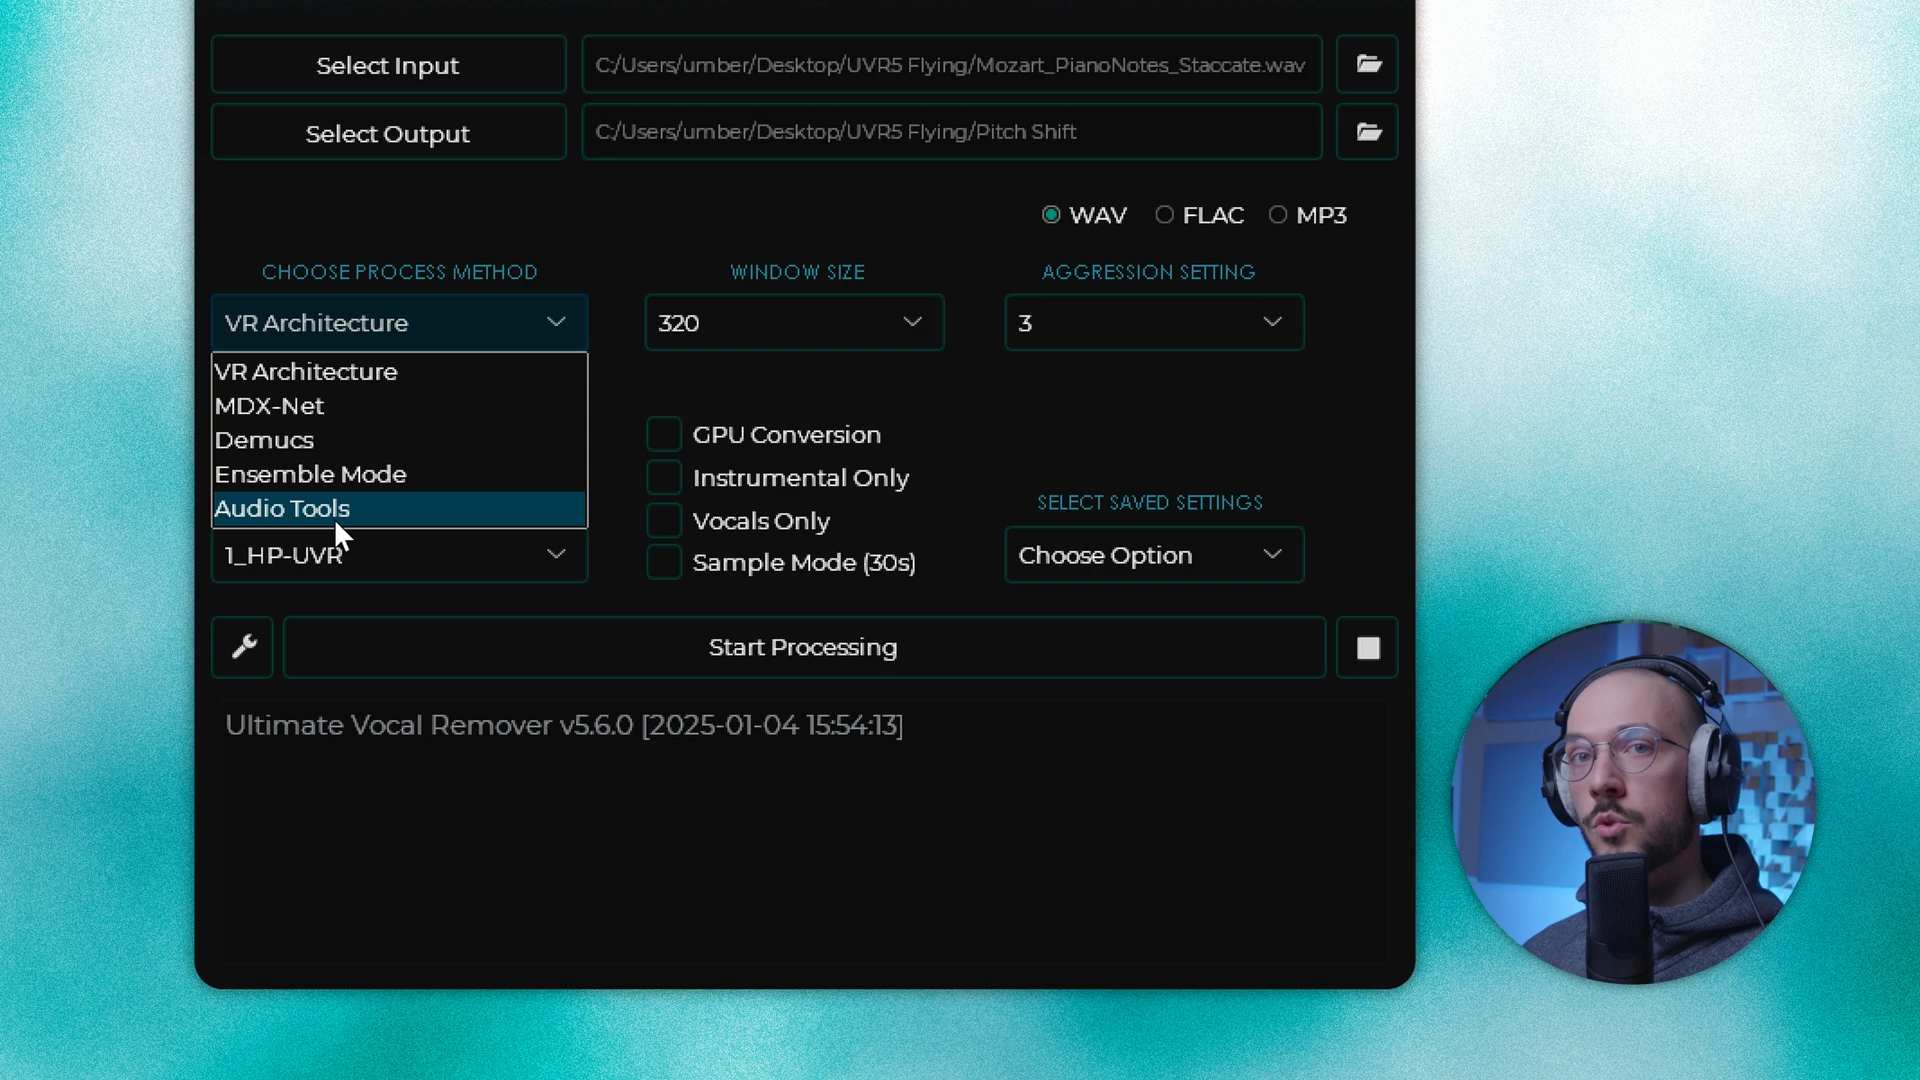 Select Input
C:/Users/umber/Desktop/UVR5 Flying/Mozart_PianoNotes_Staccate.wav
Select Output
C:/Users/umber/Desktop/UVR5 Flying/Pitch Shift
WAV FLAC MP3
CHOOSE PROCESS METHOD
WINDOW SIZE
AGGRESSION SETTING
VR Architecture
320
3
VR Architecture
MDX-Net
Demucs
Ensemble Mode
Audio Tools
1_HP-UVR
GPU Conversion
Instrumental Only
Vocals Only
Sample Mode (30s)
SELECT SAVED SETTINGS
Choose Option
Start Processing
Ultimate Vocal Remover v5.6.0 [2025-01-04 15:54:13]